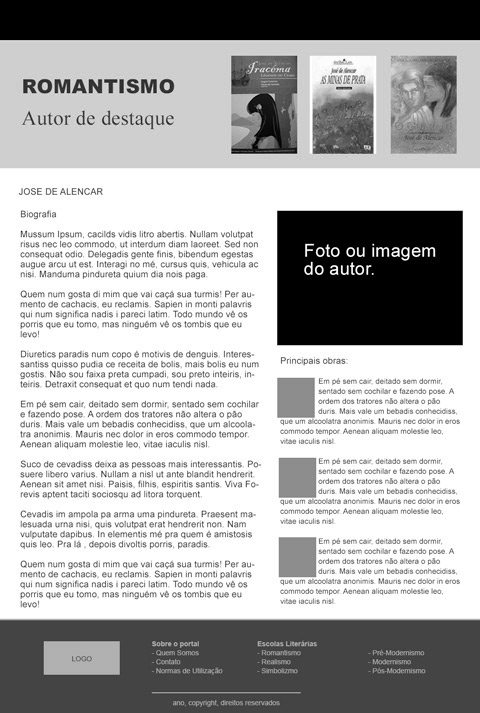 ROMANTISMO
Autor de destaque
Iracema
José de Alencar
AS MINAS DE PRATA
José de Alencar
JOSE DE ALENCAR
Biografia
Mussum Ipsum, cacilds vidis litro abertis. Nullam volutpat
risus nec leo commodo, ut interdum diam laoreet. Sed non
consequat odio. Delegadis gente finis, bibendum egestas
augue arcu ut est. Interagi no mé, cursus quis, vehicula ac
nisi. Manduma pindureta quium dia nois paga.
Quem num gosta di mim que vai caçá sua turmis! Per au-
mento de cachacis, eu reclamis. Sapien in monti palavris
qui num significa nadis i pareci latim. Todo mundo vê os
porris que eu tomo, mas ninguém vê os tombis que eu
levo!
Diuretics paradis num copo é motivis de denguis. Interes-
santiss quisso pudia ce receita de bolis, mais bolis eu num
gostis. Não sou faixa preta cumpadi, sou preto inteiris, in-
teiris. Detraxit consequat et quo num tendi nada.
Em pé sem cair, deitado sem dormir, sentado sem cochilar
e fazendo pose. A ordem dos tratores não altera o pão
duris. Mais vale um bebadis conhecidiss, que um alcoola-
tra anonimis. Mauris nec dolor in eros commodo tempor.
Aenean aliquam molestie leo, vitae iaculis nisl.
Suco de cevadiss deixa as pessoas mais interessantis. Po-
suere libero varius. Nullam a nisl ut ante blandit hendrerit.
Aenean sit amet nisi. Paisis, filhis, espiritis santis. Viva Fo-
revis aptent taciti sociosqu ad litora torquent.
Cevadis im ampola pa arma uma pindureta. Praesent ma-
lesuada urna nisi, quis volutpat erat hendrerit non. Nam
vulputate dapibus. In elementis mé pra quem é amistosis
quis leo. Pra lá , depois divoltis porris, paradis.
Quem num gosta di mim que vai caçá sua turmis! Per au-
mento de cachacis, eu reclamis. Sapien in monti palavris
qui num significa nadis i pareci latim. Todo mundo vê os
porris que eu tomo, mas ninguém vê os tombis que eu
levo!
Foto ou imagem
do autor.
Principais obras:
Em pé sem cair, deitado sem dormir,
sentado sem cochilar e fazendo pose. A
ordem dos tratores não altera o pão
duris. Mais vale um bebadis conhecidiss,
que um alcoolatra anonimis. Mauris nec dolor in eros
commodo tempor. Aenean aliquam molestie leo,
vitae iaculis nisl.
Em pé sem cair, deitado sem dormir,
sentado sem cochilar e fazendo pose. A
ordem dos tratores não altera o pão
duris. Mais vale um bebadis conhecidiss,
que um alcoolatra anonimis. Mauris nec dolor in eros
commodo tempor. Aenean aliquam molestie leo,
vitae iaculis nisl.
Em pé sem cair, deitado sem dormir,
sentado sem cochilar e fazendo pose. A
ordem dos tratores não altera o pão
duris. Mais vale um bebadis conhecidiss,
que um alcoolatra anonimis. Mauris nec dolor in eros
commodo tempor. Aenean aliquam molestie leo,
vitae iaculis nisl.
LOGO
Sobre o portal
- Quem Somos
- Contato
- Normas de Utilização
Escolas Literárias
- Romantismo
- Realismo
- Simbolizmo
- Pré-Modernismo
- Modernismo
- Pós-Modernismo
ano, copyright, direitos reservados